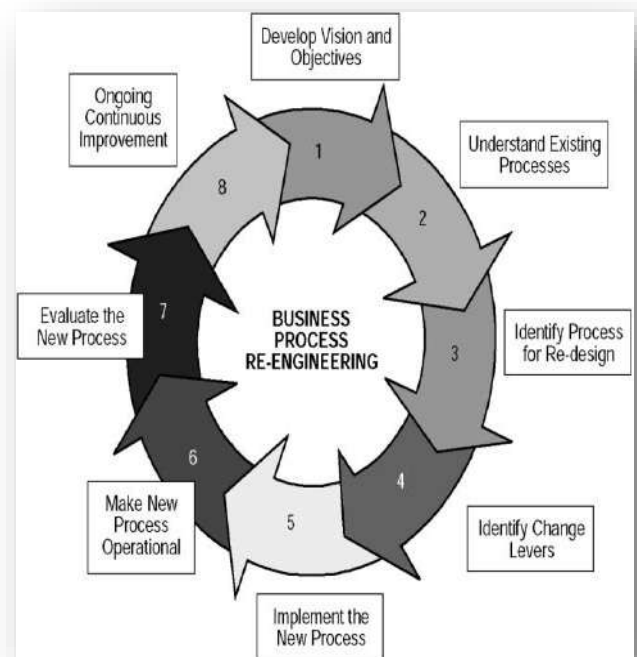 Develop Vision and
Objectives
1
Understand Existing
Processes
2
Identify Process
for Re-design
3
Identify Change
Levers
4
Implement the
New Process
5
Make New
Process
Operational
6
Evaluate the
New Process
7
Ongoing
Continuous
Improvement
8
BUSINESS
PROCESS
RE-ENGINEERING